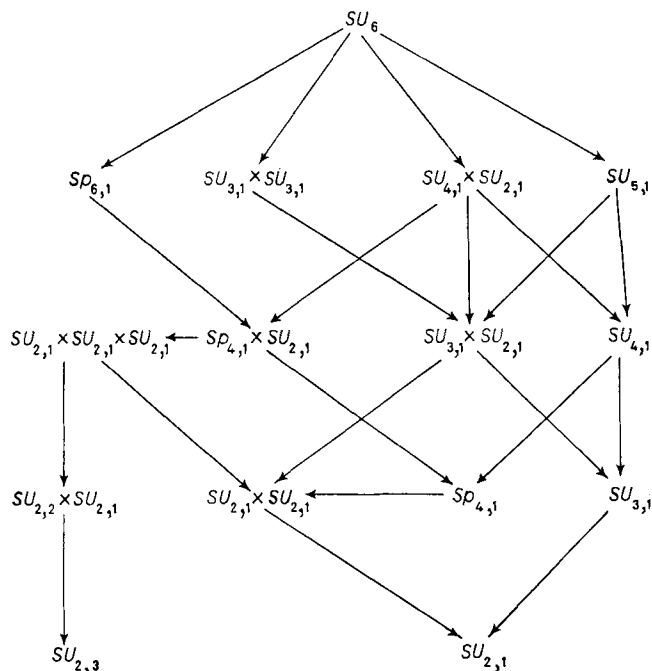 SU₆
Sp₆,₁ SU₃,₁ × SU₃,₁ SU₄,₁ × SU₂,₁ SU₅,₁
SU₂,₁ × SU₂,₁ × SU₂,₁ Sp₄,₁ × SU₂,₁ SU₃,₁ × SU₂,₁ SU₄,₁
SU₂,₂ × SU₂,₁ SU₂,₁ × SU₂,₁ Sp₄,₁ SU₃,₁
SU₂,₃ SU₂,₁